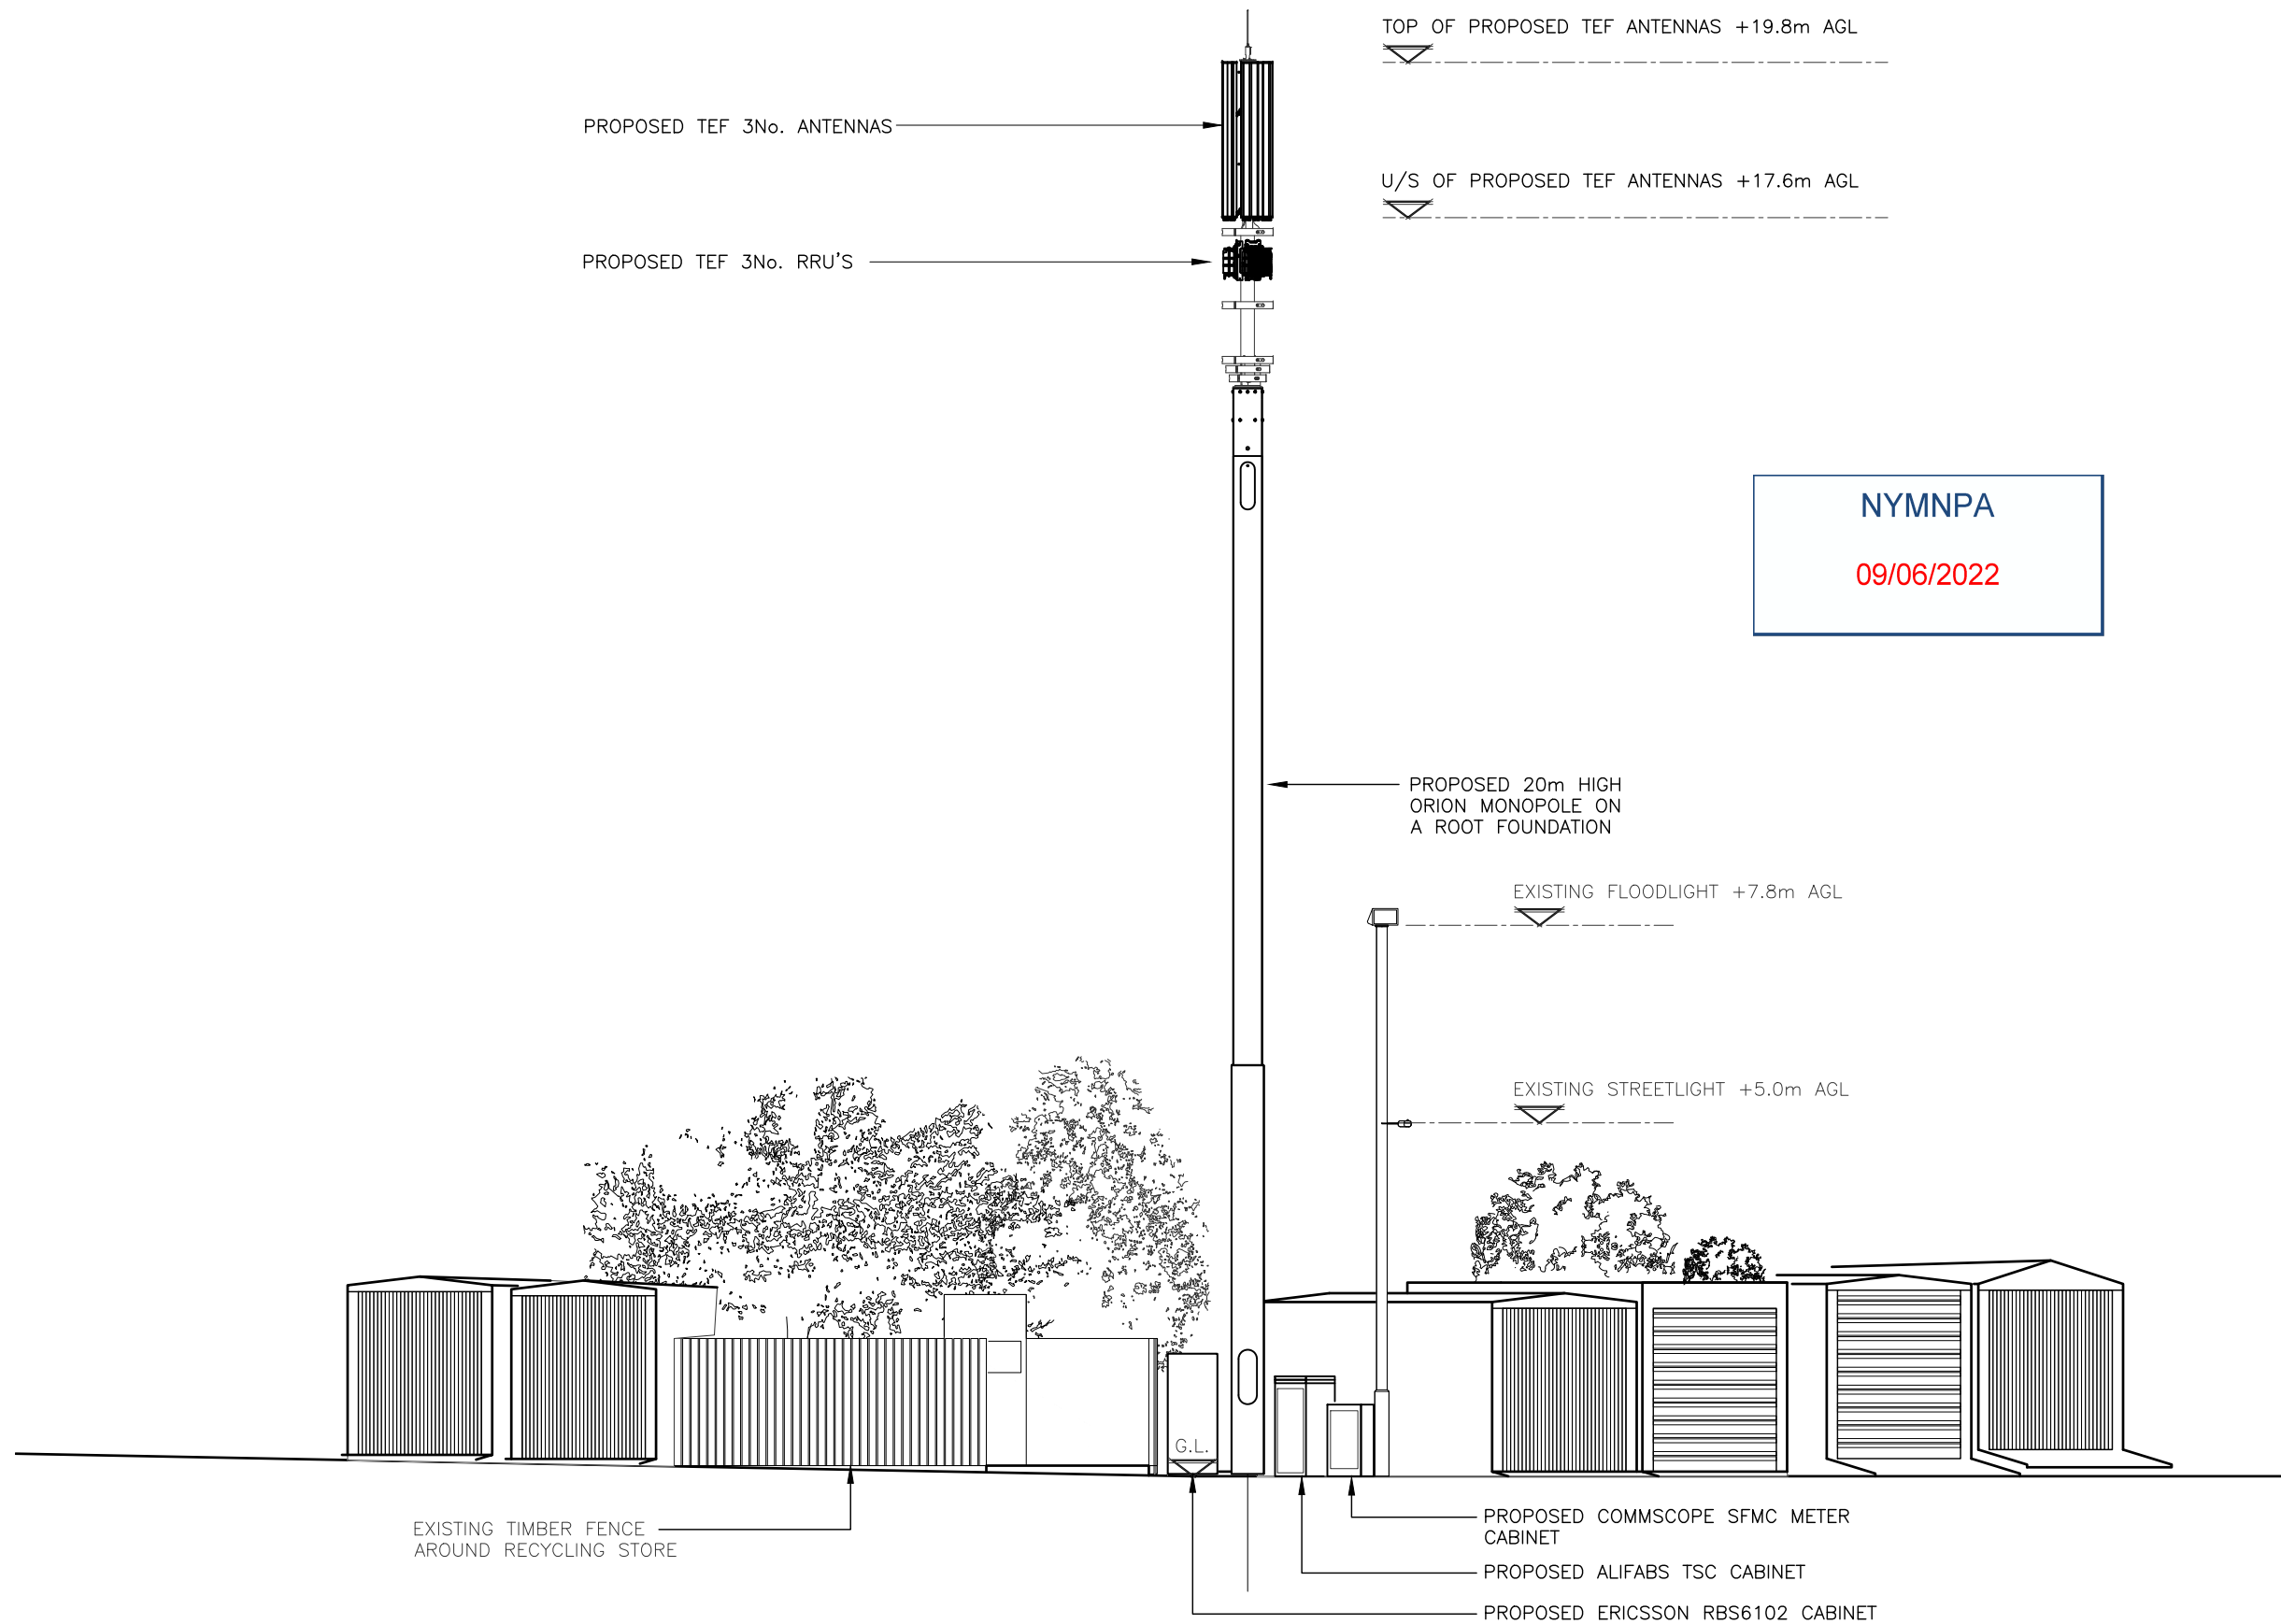 TOP OF PROPOSED TEF ANTENNAS +19.8m AGL
PROPOSED TEF 3No. ANTENNAS
U/S OF PROPOSED TEF ANTENNAS +17.6m AGL
PROPOSED TEF 3No. RRU'S
NYMNPA
09/06/2022
PROPOSED 20m HIGH
ORION MONOPOLE ON
A ROOT FOUNDATION
EXISTING FLOODLIGHT +7.8m AGL
EXISTING STREETLIGHT +5.0m AGL
G.L.
EXISTING TIMBER FENCE
AROUND RECYCLING STORE
PROPOSED COMMSCOPE SFMC METER
CABINET
PROPOSED ALIFABS TSC CABINET
PROPOSED ERICSSON RBS6102 CABINET